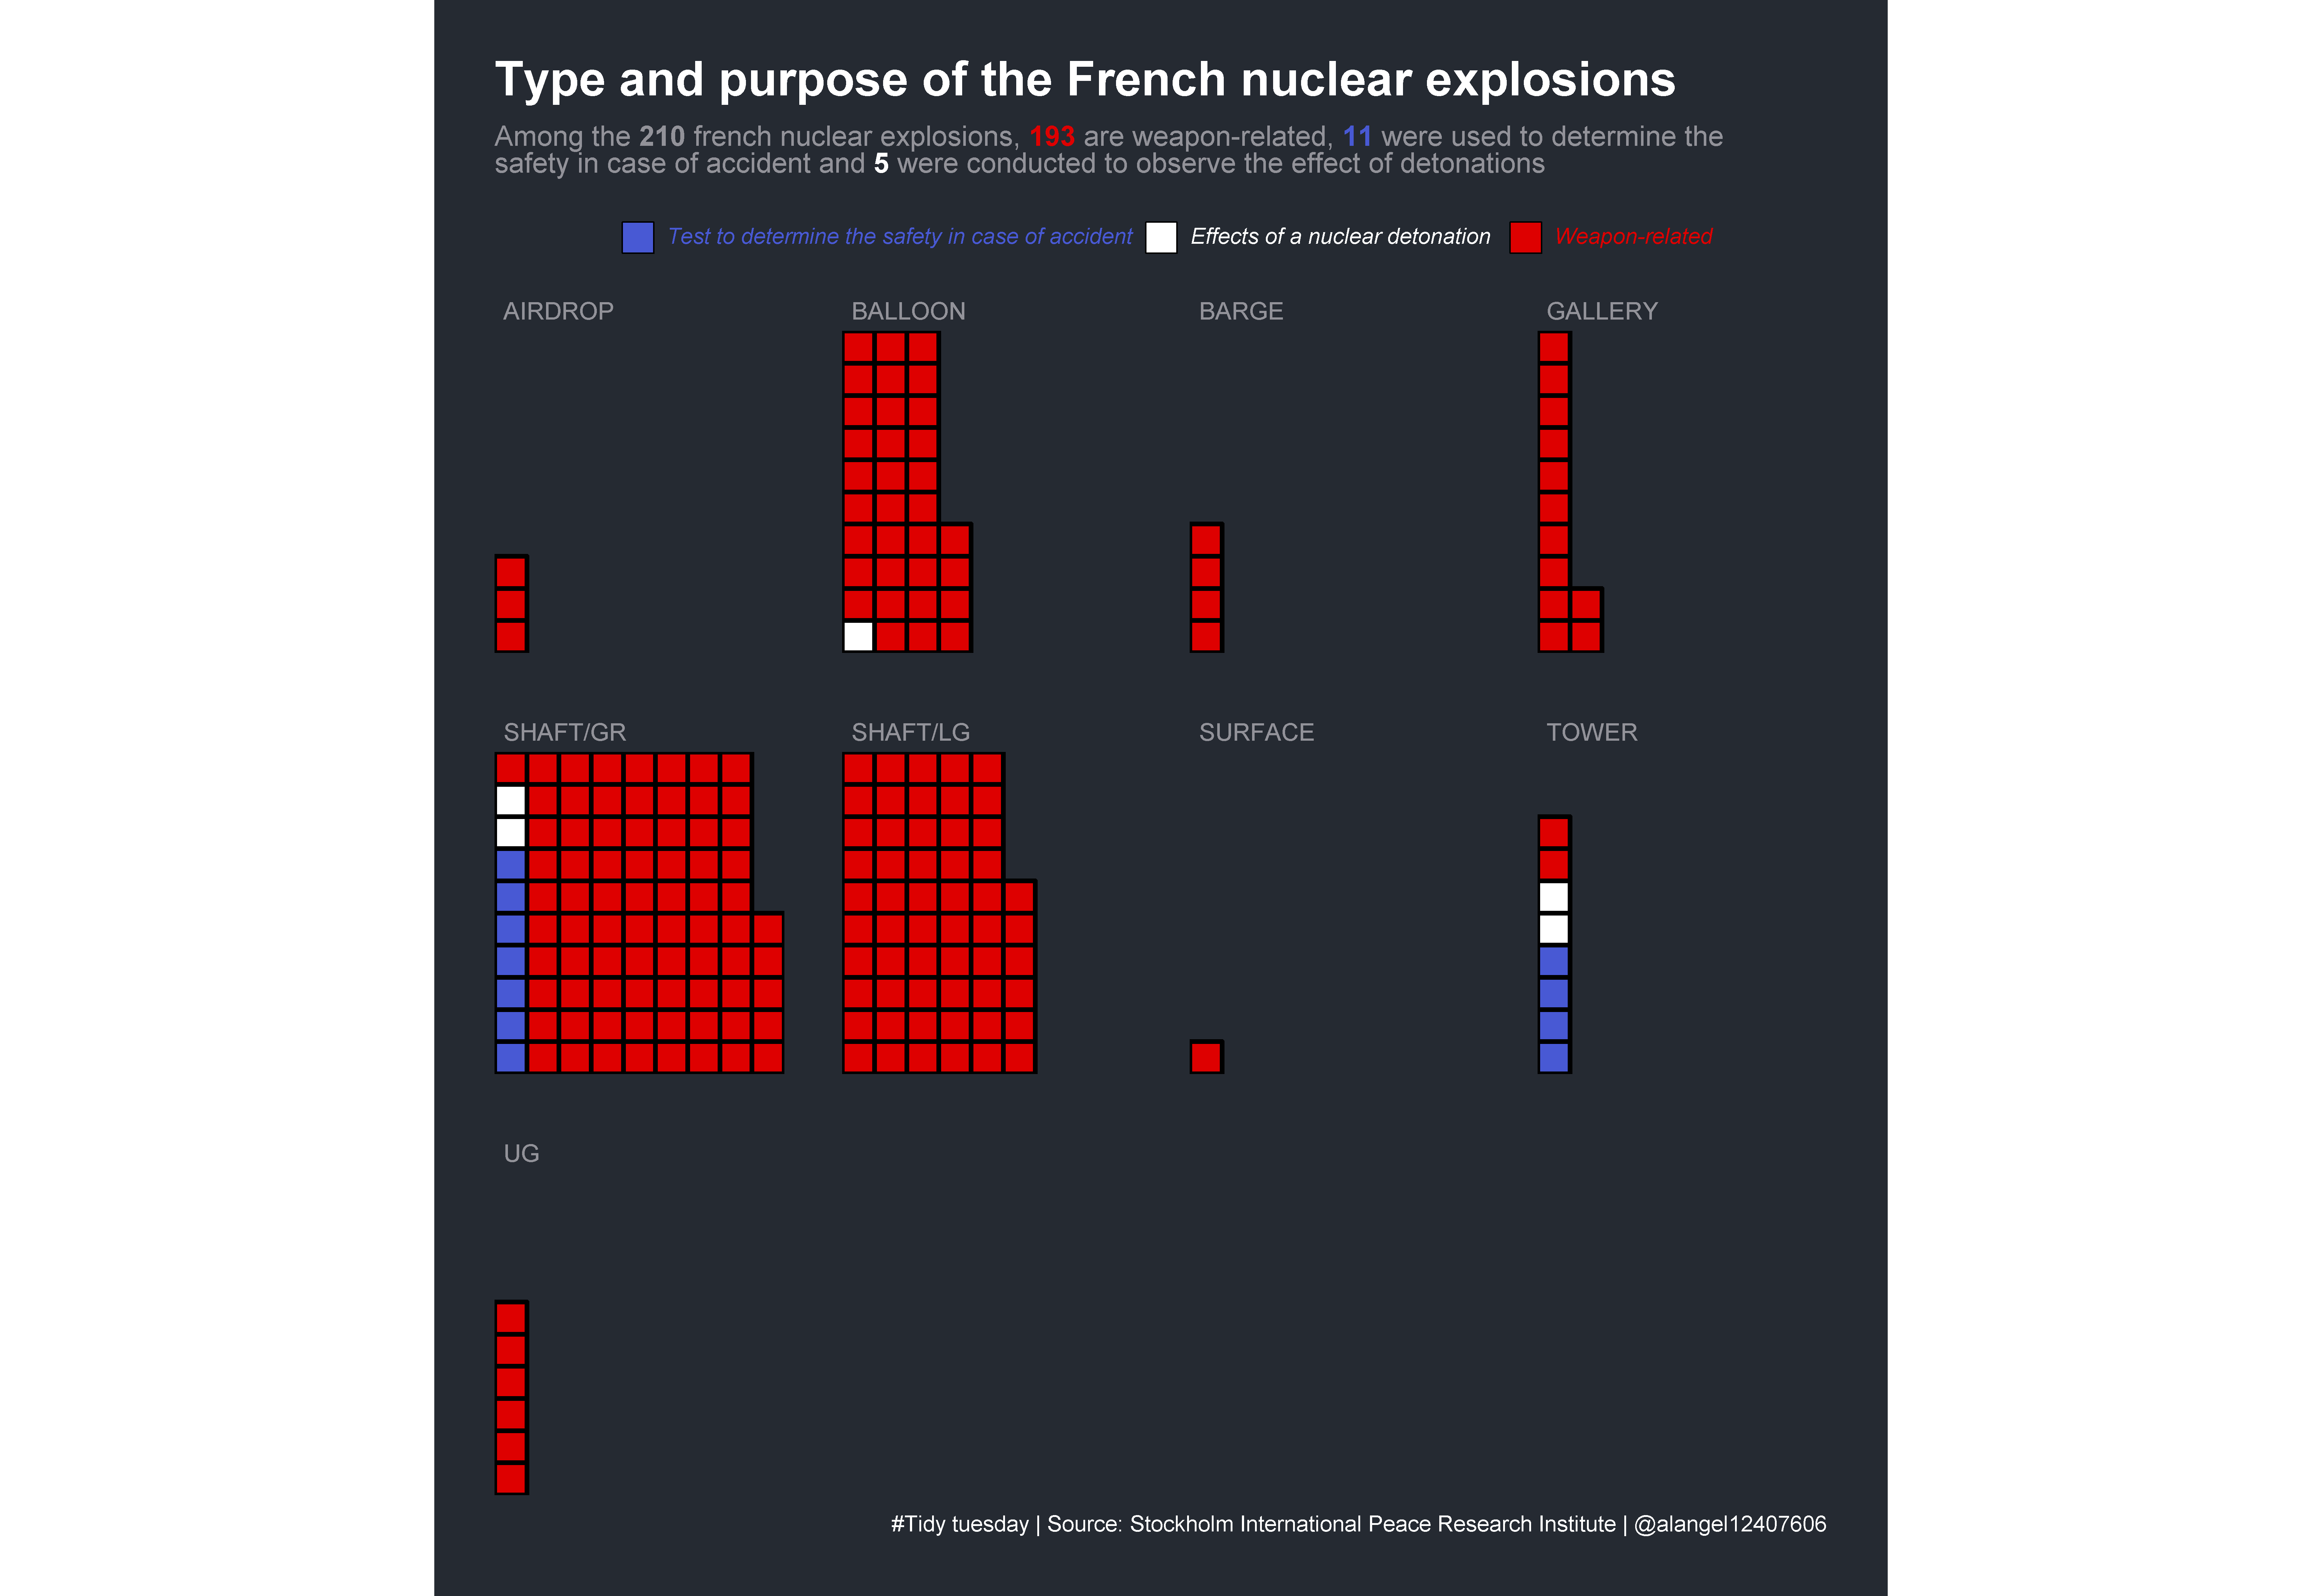 Type and purpose of the French nuclear explosions
Among the 210 french nuclear explosions, 193 are weapon-related, 11 were used to determine the
safety in case of accident and 5 were conducted to observe the effect of detonations
Test to determine the safety in case of accident Effects of a nuclear detonation Weapon-related
AIRDROP BALLOON BARGE GALLERY
SHAFT/GR SHAFT/LG SURFACE TOWER
UG
#Tidy tuesday | Source: Stockholm International Peace Research Institute | @alangel12407606